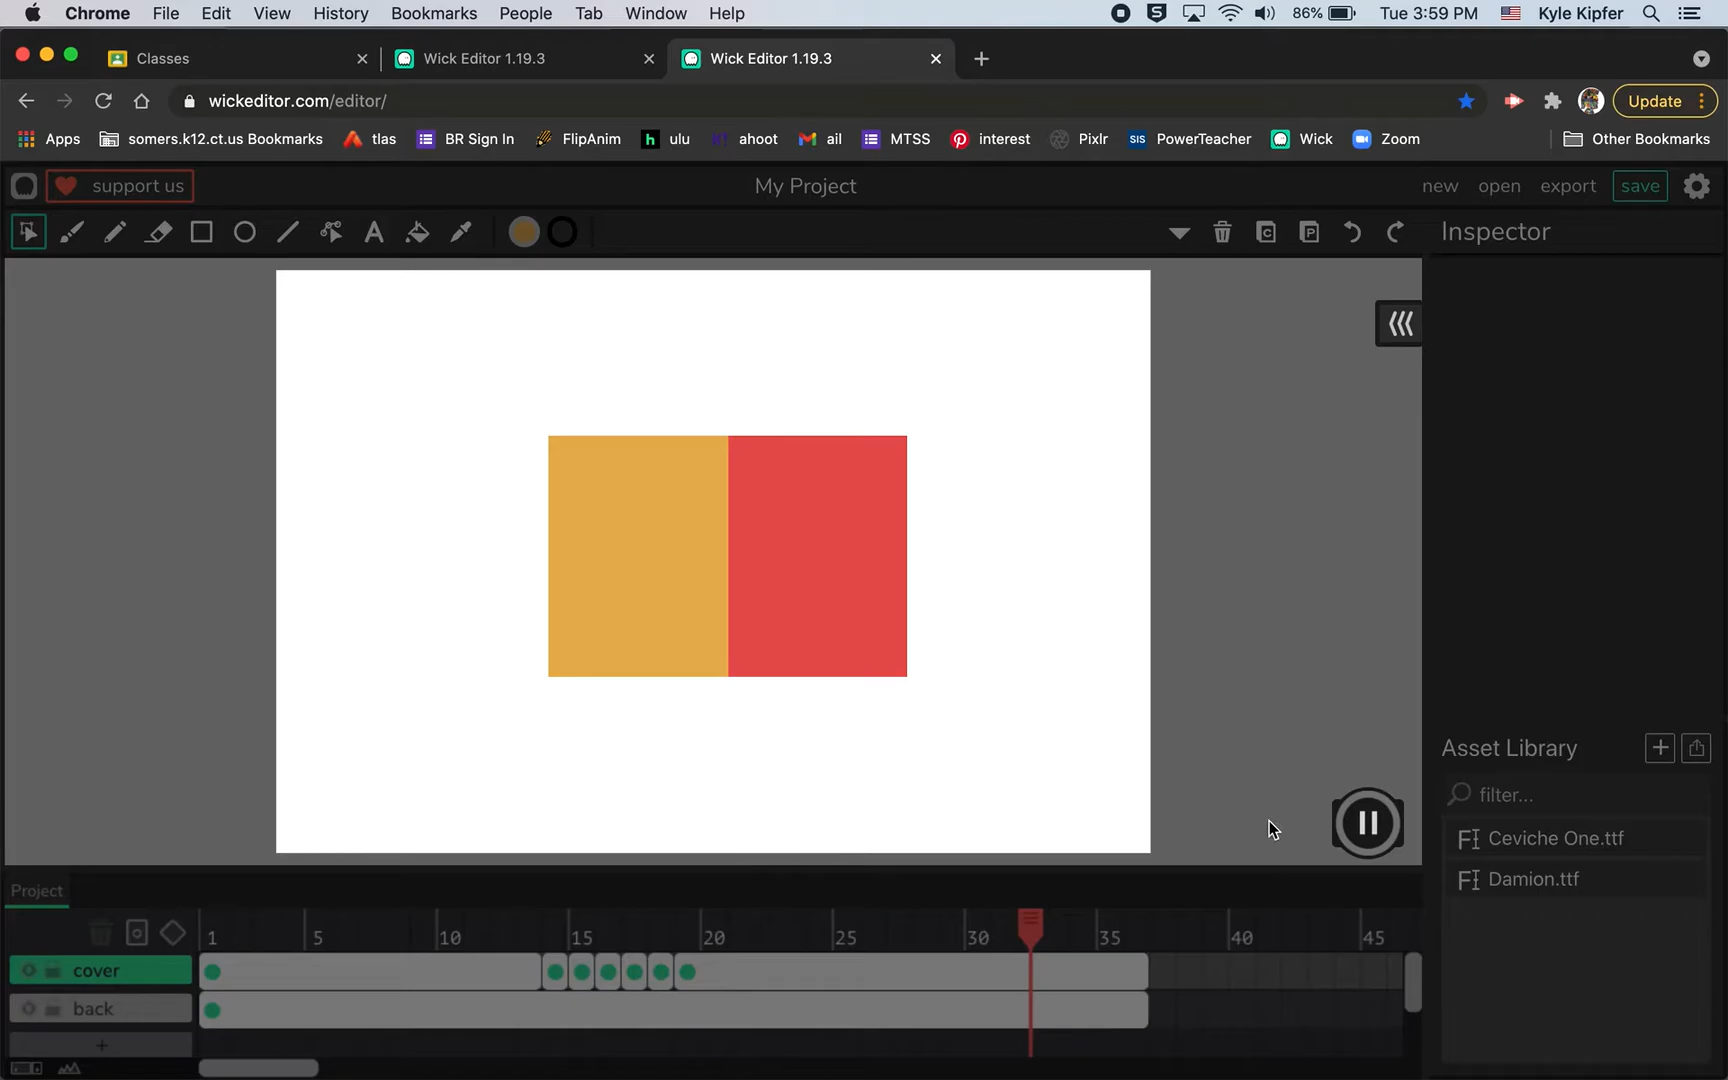 Chrome File Edit View History Bookmarks People Tab Window Help 86% Tue 3:59 PM Kyle Kipfer
Classes Wick Editor 1.19.3 Wick Editor 1.19.3
wickeditor.com/editor/ Update
Apps somers.k12.ct.us Bookmarks tlas BR Sign In FlipAnim h ulu ahoot ail MTSS interest Pixlr SIS PowerTeacher Wick Zoom Other Bookmarks
support us My Project new open export save
Inspector
Asset Library
filter...
Ceviche One.ttf
Damion.ttf
Project
1 5 10 15 20 25 30 35 40 45
cover
back